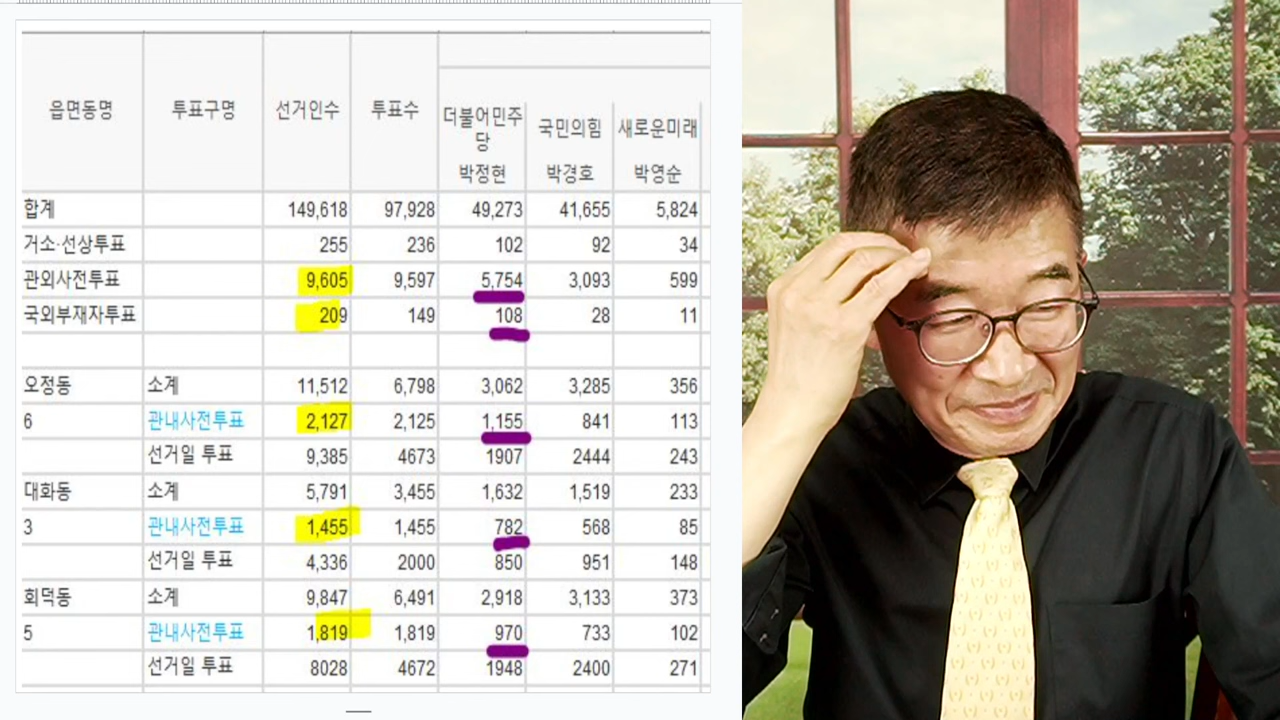 읍면동명 투표구명 선거인수 투표수 더불어민주당 박정현 국민의힘 박경호 새로운미래 박영순
합계 149,618 97,928 49,273 41,655 5,824
거소·선상투표 255 236 102 92 34
관외사전투표 9,605 9,597 5,754 3,093 599
국외부재자투표 209 149 108 28 11
오정동 소계 11,512 6,798 3,062 3,285 356
6 관내사전투표 2,127 2,125 1,155 841 113
선거일 투표 9,385 4673 1907 2444 243
대화동 소계 5,791 3,455 1,632 1,519 233
3 관내사전투표 1,455 1,455 782 568 85
선거일 투표 4,336 2000 850 951 148
회덕동 소계 9,847 6,491 2,918 3,133 373
5 관내사전투표 1,819 1,819 970 733 102
선거일 투표 8028 4672 1948 2400 271